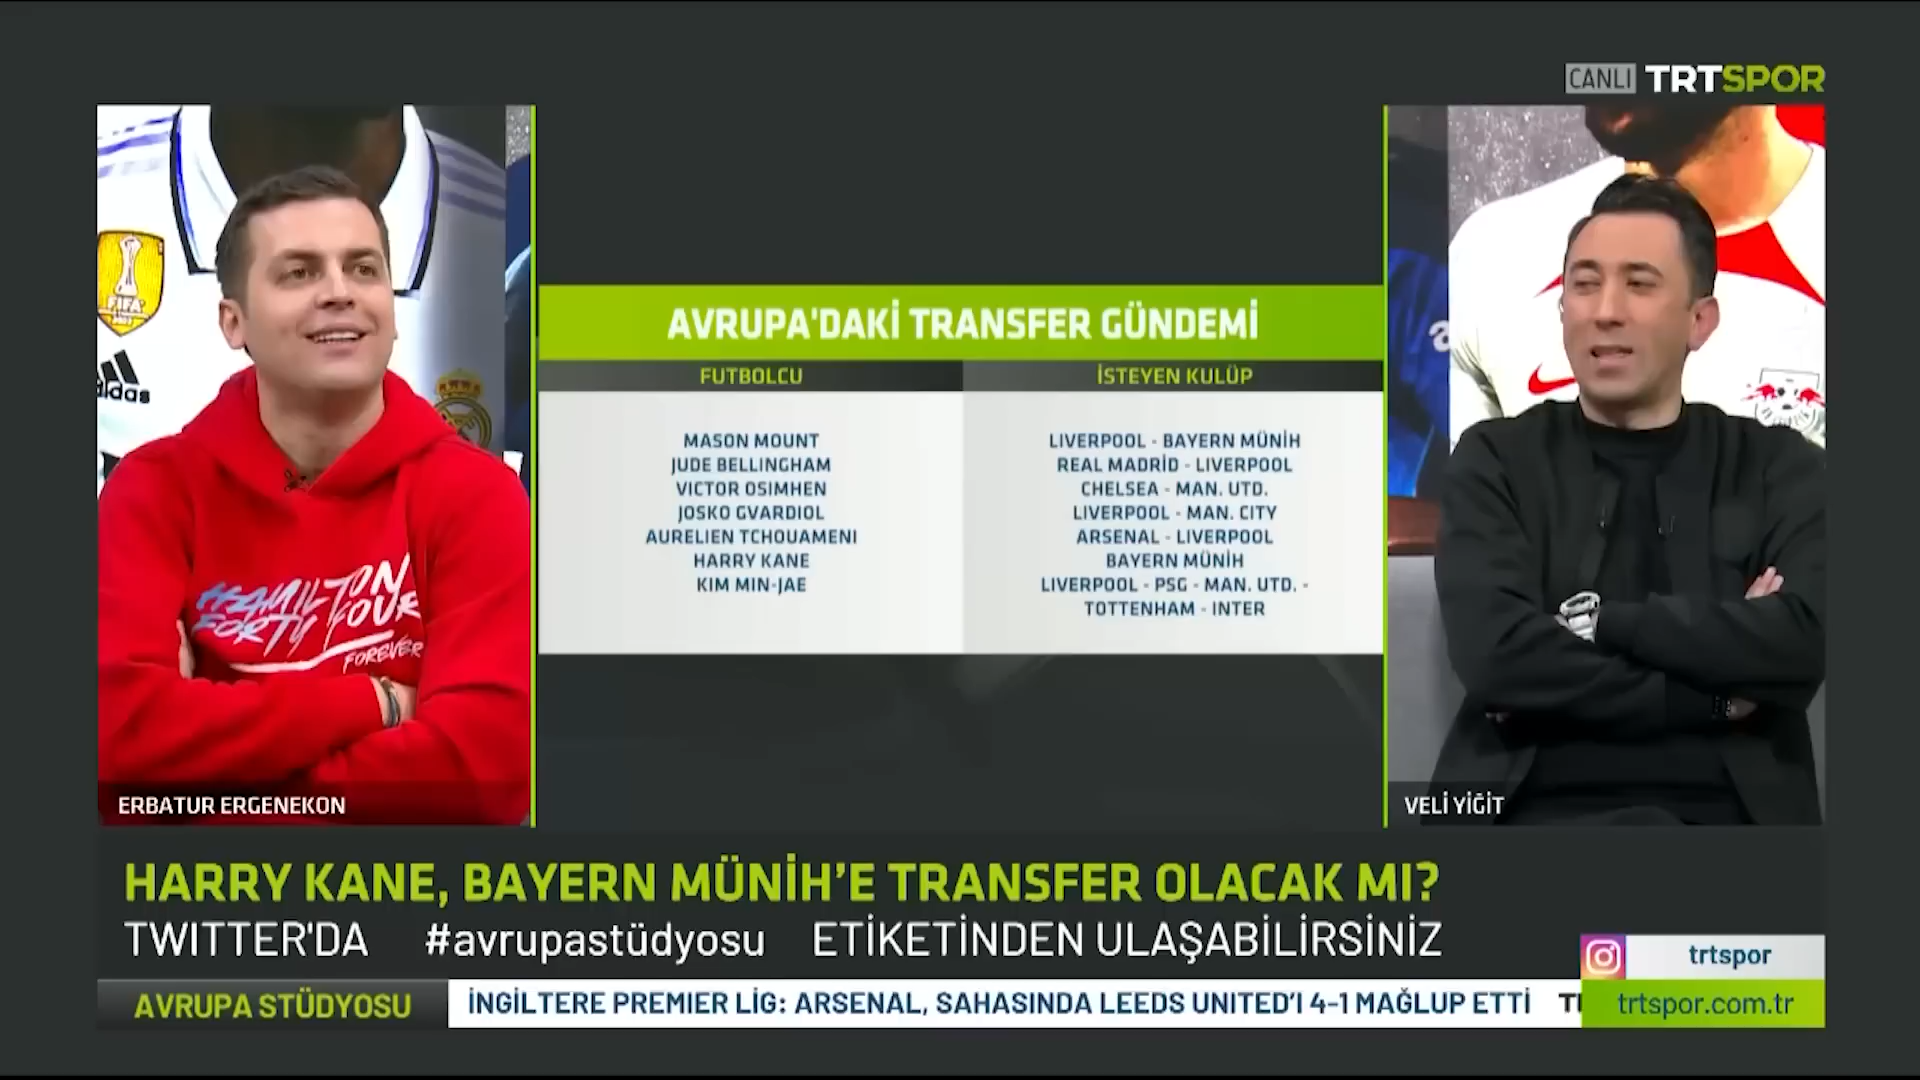 CANLI TRTSPOR
FIFA
adidas
AVRUPA'DAKİ TRANSFER GÜNDEMİ
FUTBOLCU
İSTEYEN KULÜP
MASON MOUNT
LIVERPOOL - BAYERN MÜNİH
JUDE BELLINGHAM
REAL MADRİD - LIVERPOOL
VICTOR OSIMHEN
CHELSEA - MAN. UTD.
JOSKO GVARDIOL
LIVERPOOL - MAN. CITY
AURELIEN TCHOUAMENI
ARSENAL - LIVERPOOL
HARRY KANE
BAYERN MÜNİH
KIM MIN-JAE
LIVERPOOL - PSG - MAN. UTD. -
TOTTENHAM - INTER
HAMILTON
FORTY FOUR
FOREVER
ERBATUR ERGENEKON
VELİ YİĞİT
HARRY KANE, BAYERN MÜNİH’E TRANSFER OLACAK MI?
TWITTER'DA #avrupastüdyosu ETİKETİNDEN ULAŞABİLİRSİNİZ
trtspor
AVRUPA STÜDYOSU
İNGİLTERE PREMIER LİG: ARSENAL, SAHASINDA LEEDS UNITED’I 4-1 MAĞLUP ETTİ
trtspor.com.tr